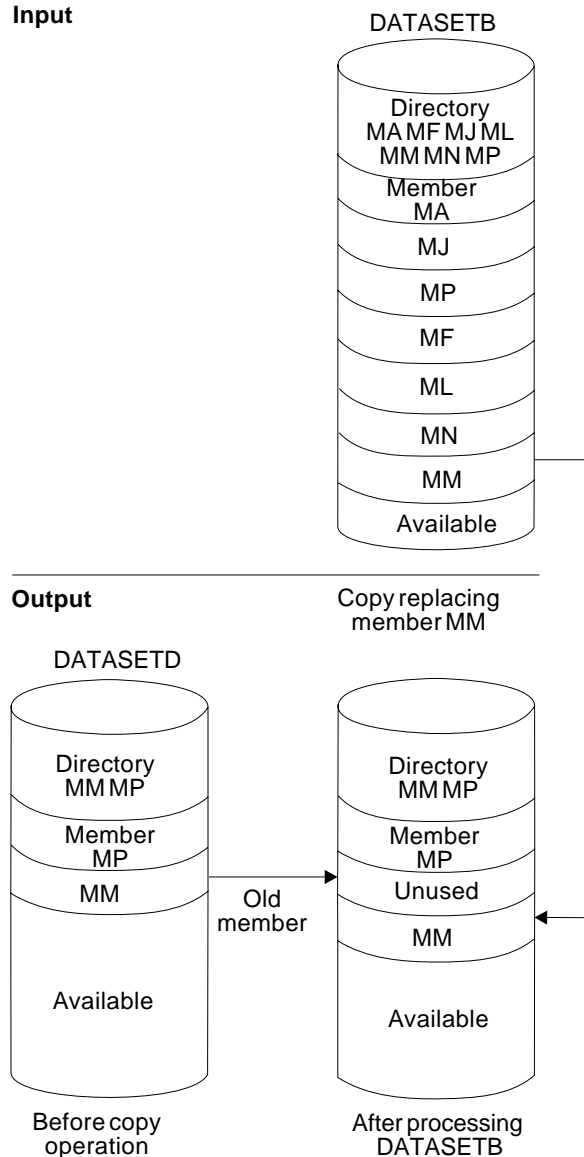 Input
DATASETB
Directory
MA MF MJ ML
MM MN MP
Member
MA
MJ
MP
MF
ML
MN
MM
Available
Output
Copy replacing
member MM
DATASETD
Directory
MM MP
Member
MP
MM
Available
Old
member
Directory
MM MP
Member
MP
Unused
MM
Available
Before copy
operation
After processing
DATASETB